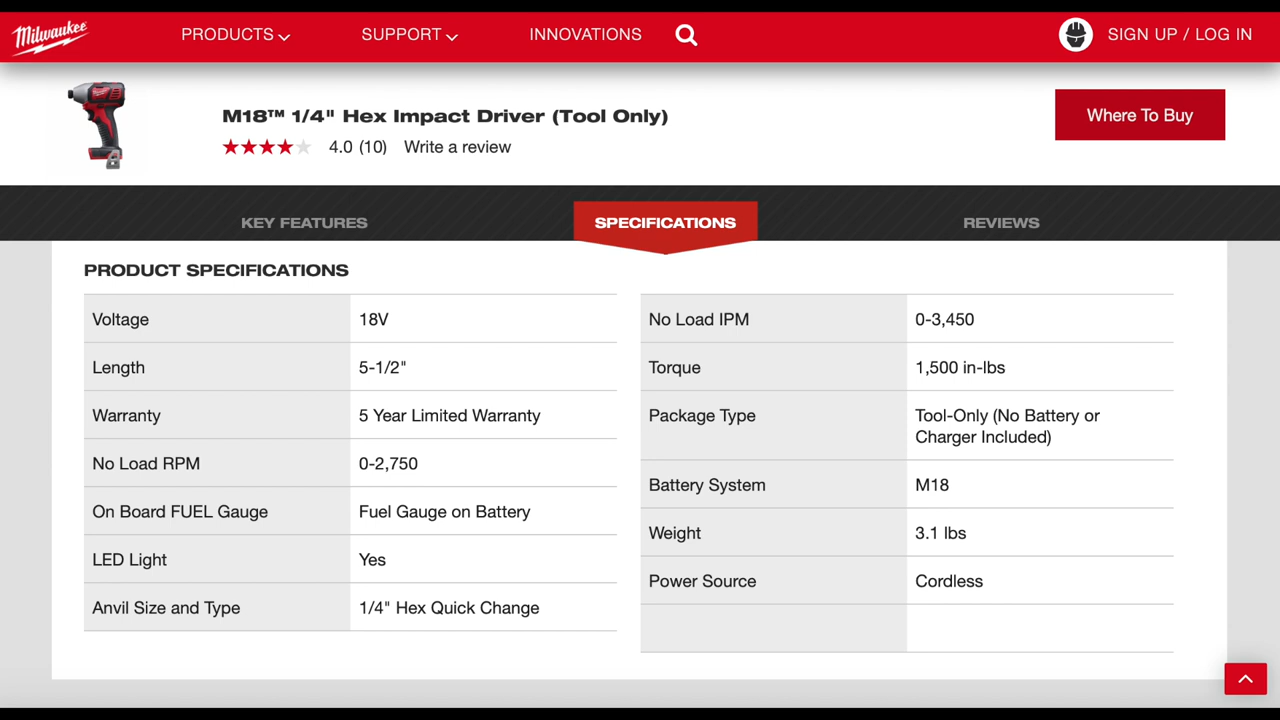 Milwaukee
PRODUCTS
SUPPORT
INNOVATIONS
SIGN UP / LOG IN
M18™ 1/4" Hex Impact Driver (Tool Only)
4.0 (10) Write a review
Where To Buy
KEY FEATURES
SPECIFICATIONS
REVIEWS
PRODUCT SPECIFICATIONS
Voltage 18V
Length 5-1/2"
Warranty 5 Year Limited Warranty
No Load RPM 0-2,750
On Board FUEL Gauge Fuel Gauge on Battery
LED Light Yes
Anvil Size and Type 1/4" Hex Quick Change
No Load IPM 0-3,450
Torque 1,500 in-lbs
Package Type Tool-Only (No Battery or
Charger Included)
Battery System M18
Weight 3.1 lbs
Power Source Cordless